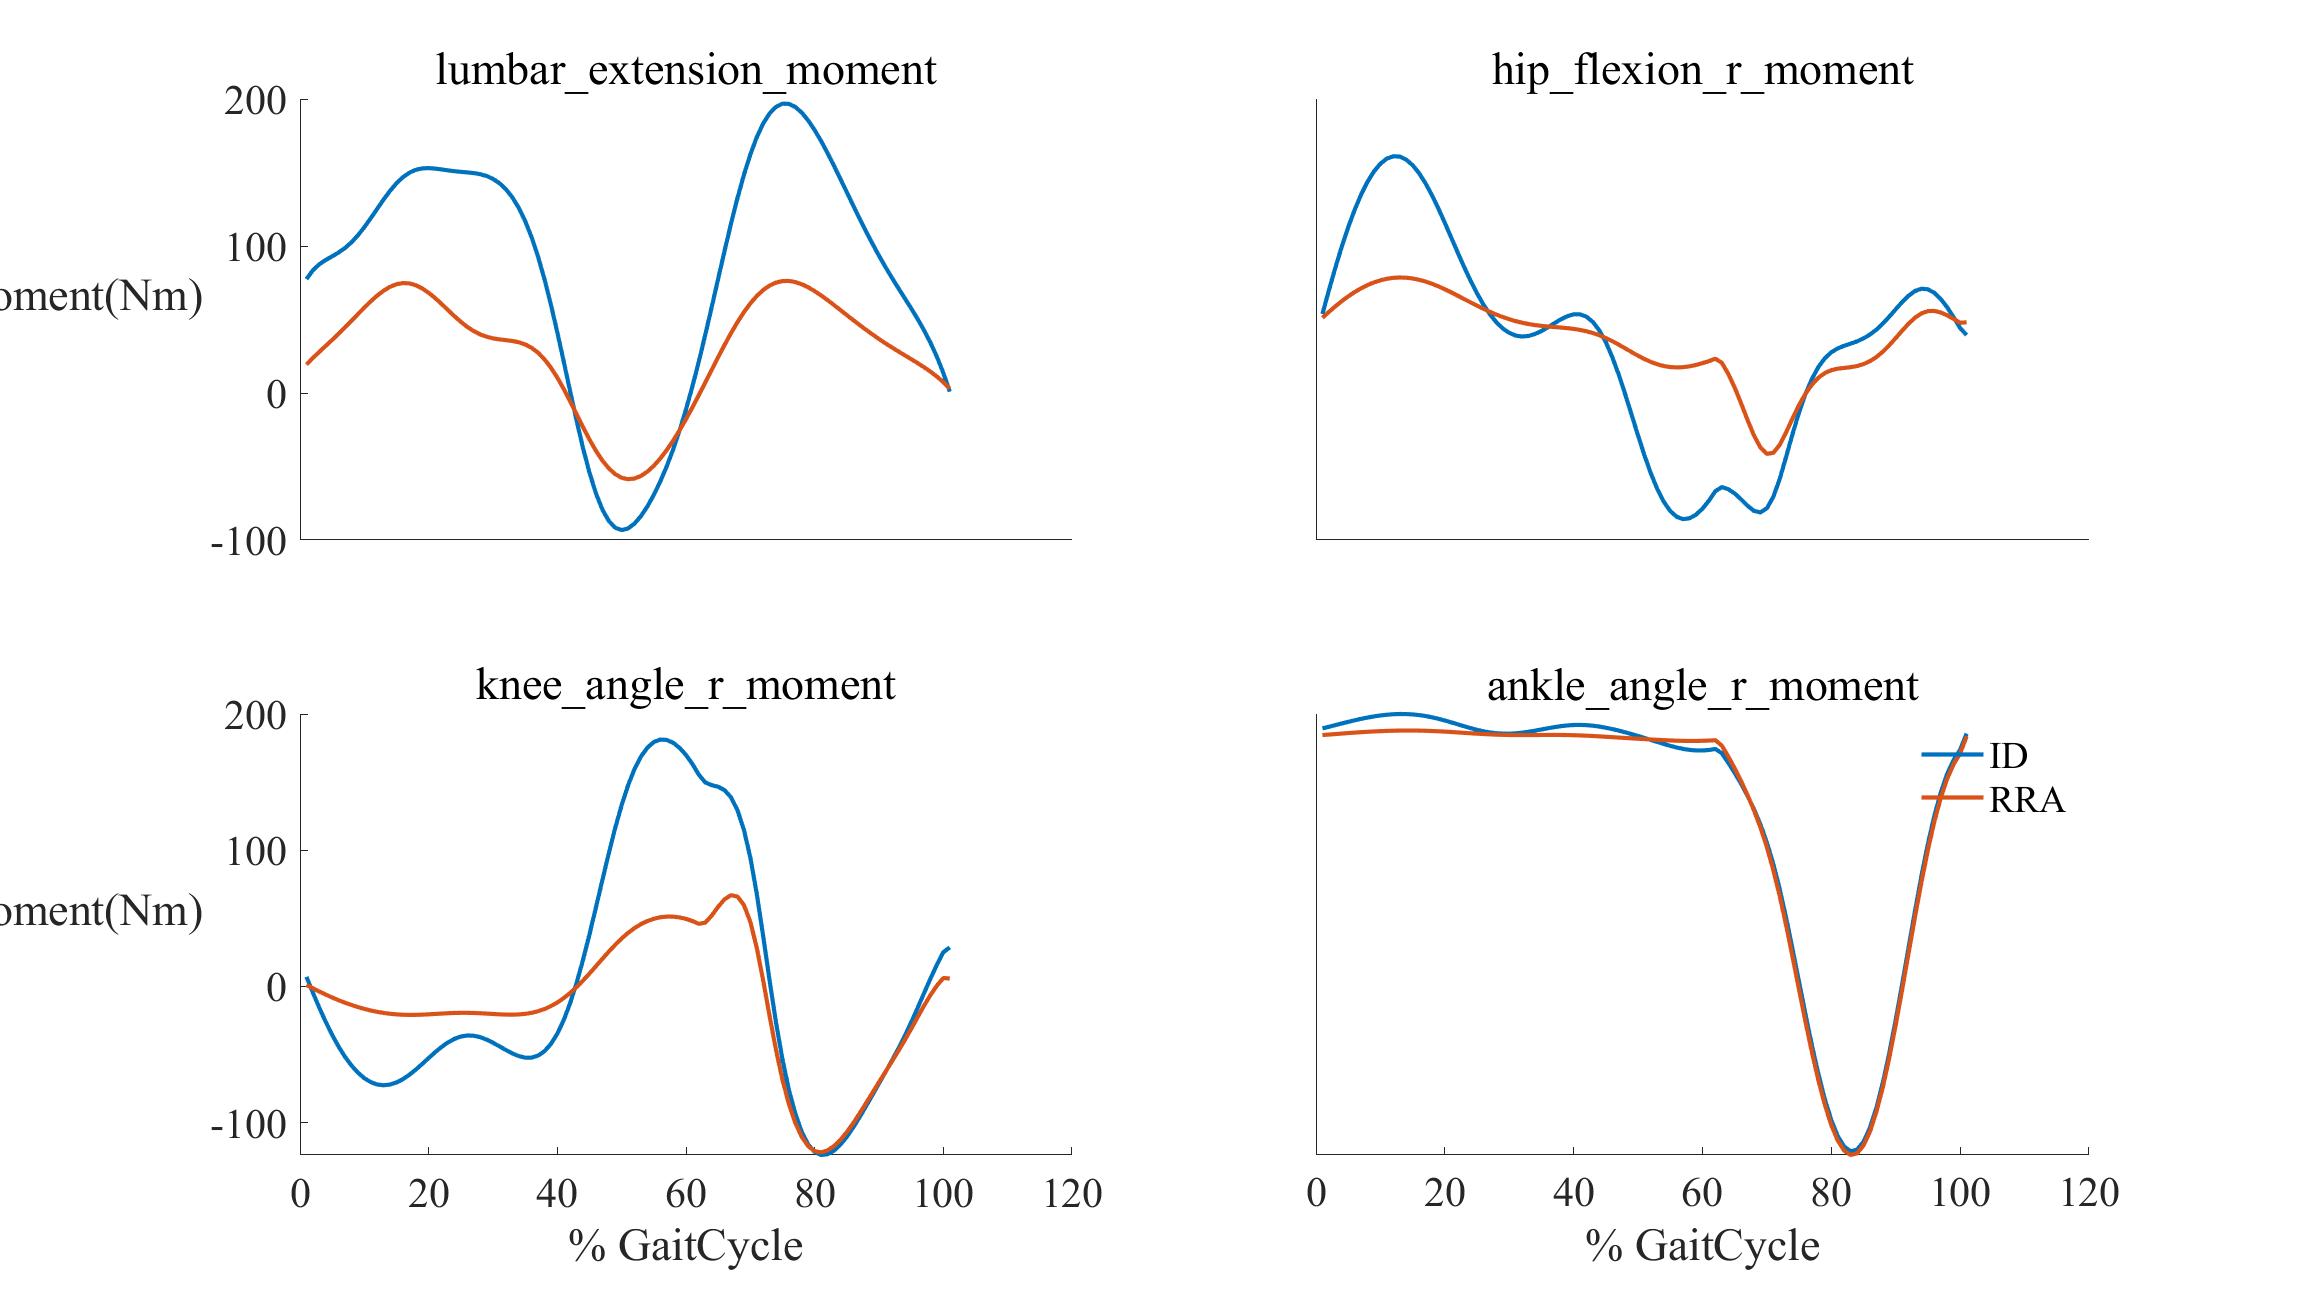 lumbar_extension_moment
hip_flexion_r_moment
200
100
0
-100
oment(Nm)
knee_angle_r_moment
ankle_angle_r_moment
200
100
0
-100
oment(Nm)
ID
RRA
0 20 40 60 80 100 120
0 20 40 60 80 100 120
% GaitCycle
% GaitCycle